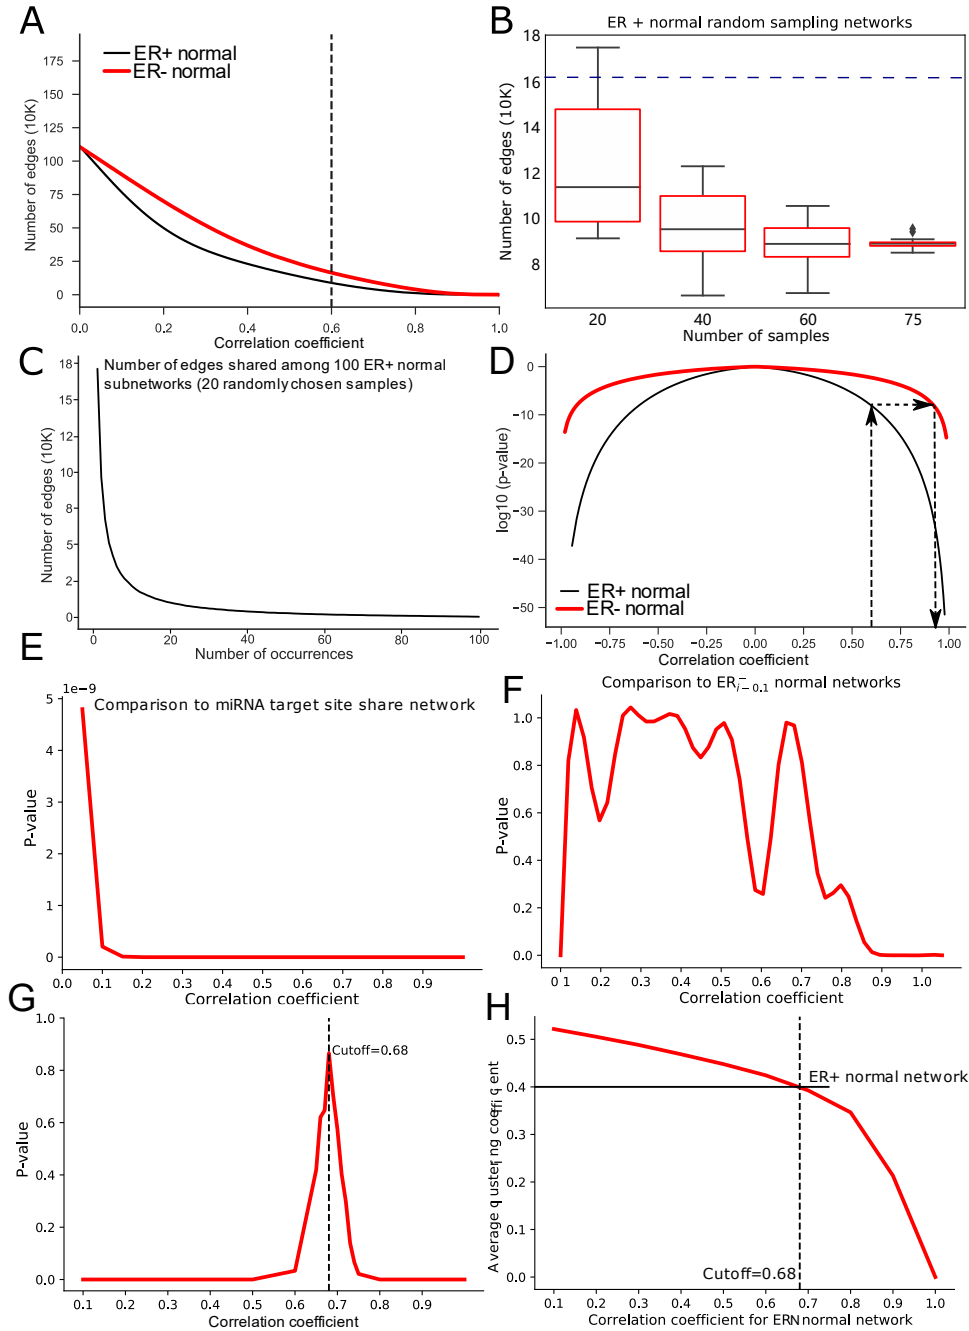 A
ER+ normal
ER- normal
Number of edges (10K)
175
150
125
100
75
50
25
0
0.0 0.2 0.4 0.6 0.8 1.0
Correlation coefficient
B
ER + normal random sampling networks
Number of edges (10K)
18
16
14
12
10
8
20 40 60 75
Number of samples
C
Number of edges shared among 100 ER+ normal
subnetworks (20 randomly chosen samples)
Number of edges (10K)
18
15
12
10
8
5
2
0
0 20 40 60 80 100
Number of occurrences
D
log10 (p-value)
0
−10
−20
−30
−40
−50
ER+ normal
ER- normal
−1.00 −0.75 −0.50 −0.25 0.00 0.25 0.50 0.75 1.00
Correlation coefficient
E
1e-9
Comparison to miRNA target site share network
P-value
5
4
3
2
1
0
0.0 0.1 0.2 0.3 0.4 0.5 0.6 0.7 0.8 0.9
Correlation coefficient
F
Comparison to ER⁻i−0.1 normal networks
P-value
1.0
0.8
0.6
0.4
0.2
0.0
0 1 0.2 0.3 0.4 0.5 0.6 0.7 0.8 0.9 1.0
Correlation coefficient
G
P-value
1.0
0.8
0.6
0.4
0.2
0.0
Cutoff=0.68
0.1 0.2 0.3 0.4 0.5 0.6 0.7 0.8 0.9
Correlation coefficient
H
Average clustering coefficient
0.5
0.4
0.3
0.2
0.1
0.0
ER+ normal network
Cutoff=0.68
0.1 0.2 0.3 0.4 0.5 0.6 0.7 0.8 0.9 1.0
Correlation coefficient for ERN normal network